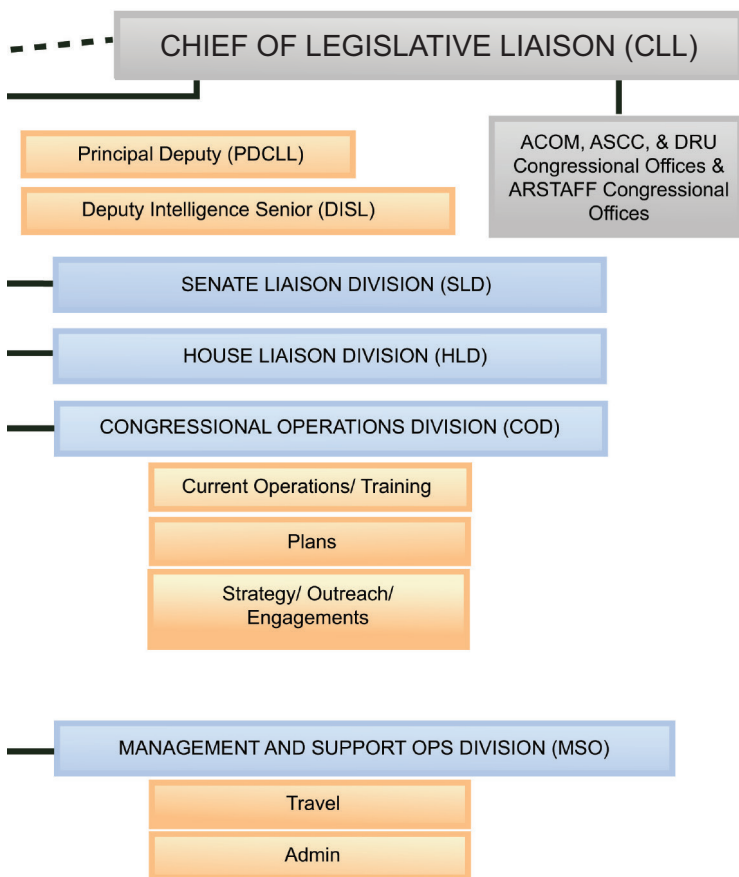 CHIEF OF LEGISLATIVE LIAISON (CLL)
Principal Deputy (PDCLL)
Deputy Intelligence Senior (DISL)
ACOM, ASCC, & DRU
Congressional Offices &
ARSTAFF Congressional
Offices
SENATE LIAISON DIVISION (SLD)
HOUSE LIAISON DIVISION (HLD)
CONGRESSIONAL OPERATIONS DIVISION (COD)
Current Operations/ Training
Plans
Strategy/ Outreach/
Engagements
MANAGEMENT AND SUPPORT OPS DIVISION (MSO)
Travel
Admin